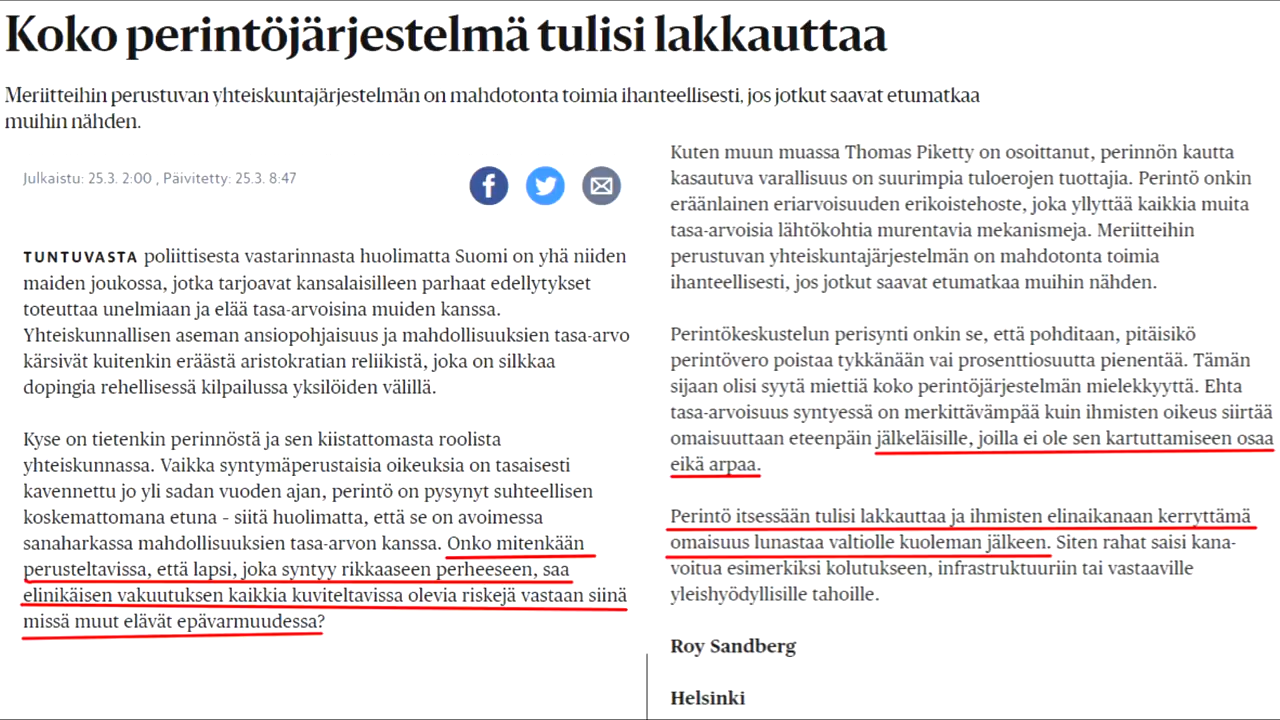 Koko perintöjärjestelmä tulisi lakkauttaa
Meriitteihin perustuvan yhteiskuntajärjestelmän on mahdotonta toimia ihanteellisesti, jos jotkut saavat etumatkaa
muihin nähden.
Julkaistu: 25.3. 2:00 , Päivitetty: 25.3. 8:47
TUNTUVASTA poliittisesta vastarinnasta huolimatta Suomi on yhä niiden
maiden joukossa, jotka tarjoavat kansalaisilleen parhaat edellytykset
toteuttaa unelmiaan ja elää tasa-arvoisina muiden kanssa.
Yhteiskunnallisen aseman ansiopohjaisuus ja mahdollisuuksien tasa-arvo
kärsivät kuitenkin eräästä aristokratian reliikistä, joka on silkkaa
dopingia rehellisessä kilpailussa yksilöiden välillä.
Kyse on tietenkin perinnöstä ja sen kiistattomasta roolista
yhteiskunnassa. Vaikka syntymäperustaisia oikeuksia on tasaisesti
kavennettu jo yli sadan vuoden ajan, perintö on pysynyt suhteellisen
koskemattomana etuna – siitä huolimatta, että se on avoimessa
sanaharkassa mahdollisuuksien tasa-arvon kanssa. Onko mitenkään
perusteltavissa, että lapsi, joka syntyy rikkaaseen perheeseen, saa
elinikäisen vakuutuksen kaikkia kuviteltavissa olevia riskejä vastaan siinä
missä muut elävät epävarmuudessa?
Kuten muun muassa Thomas Piketty on osoittanut, perinnön kautta
kasautuva varallisuus on suurimpia tuloerojen tuottajia. Perintö onkin
eräänlainen eriarvoisuuden erikoistehoste, joka yllyttää kaikkia muita
tasa-arvoisia lähtökohtia murentavia mekanismeja. Meriitteihin
perustuvan yhteiskuntajärjestelmän on mahdotonta toimia
ihanteellisesti, jos jotkut saavat etumatkaa muihin nähden.
Perintökeskustelun perisynti onkin se, että pohditaan, pitäisikö
perintövero poistaa tykkänään vai prosenttiosuutta pienentää. Tämän
sijaan olisi syytä miettiä koko perintöjärjestelmän mielekkyyttä. Ehta
tasa-arvoisuus syntyessä on merkittävämpää kuin ihmisten oikeus siirtää
omaisuuttaan eteenpäin jälkeläisille, joilla ei ole sen kartuttamiseen osaa
eikä arpaa.
Perintö itsessään tulisi lakkauttaa ja ihmisten elinaikanaan kerryttämä
omaisuus lunastaa valtiolle kuoleman jälkeen. Siten rahat saisi kana-
voitua esimerkiksi kolutukseen, infrastruktuuriin tai vastaaville
yleishyödyllisille tahoille.
Roy Sandberg
Helsinki